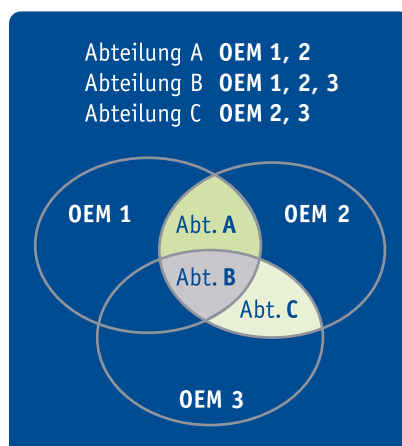 Abteilung A OEM 1, 2
Abteilung B OEM 1, 2, 3
Abteilung C OEM 2, 3
OEM 1
Abt. A
OEM 2
Abt. B
Abt. C
OEM 3